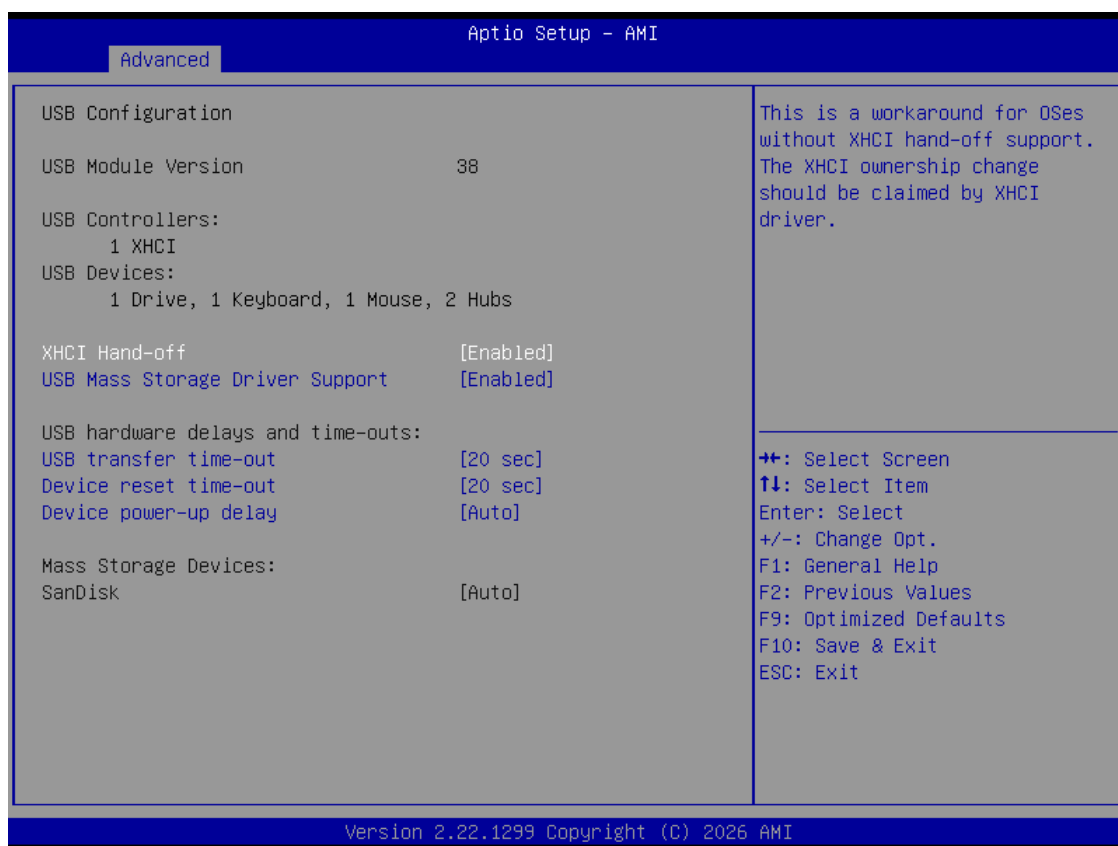 Aptio Setup – AMI
Advanced
USB Configuration
USB Module Version 38
USB Controllers:
1 XHCI
USB Devices:
1 Drive, 1 Keyboard, 1 Mouse, 2 Hubs
XHCI Hand-off [Enabled]
USB Mass Storage Driver Support [Enabled]
USB hardware delays and time-outs:
USB transfer time-out [20 sec]
Device reset time-out [20 sec]
Device power-up delay [Auto]
Mass Storage Devices:
SanDisk [Auto]
This is a workaround for OSes
without XHCI hand-off support.
The XHCI ownership change
should be claimed by XHCI
driver.
→←: Select Screen
↑↓: Select Item
Enter: Select
+/-: Change Opt.
F1: General Help
F2: Previous Values
F9: Optimized Defaults
F10: Save & Exit
ESC: Exit
Version 2.22.1299 Copyright (C) 2026 AMI